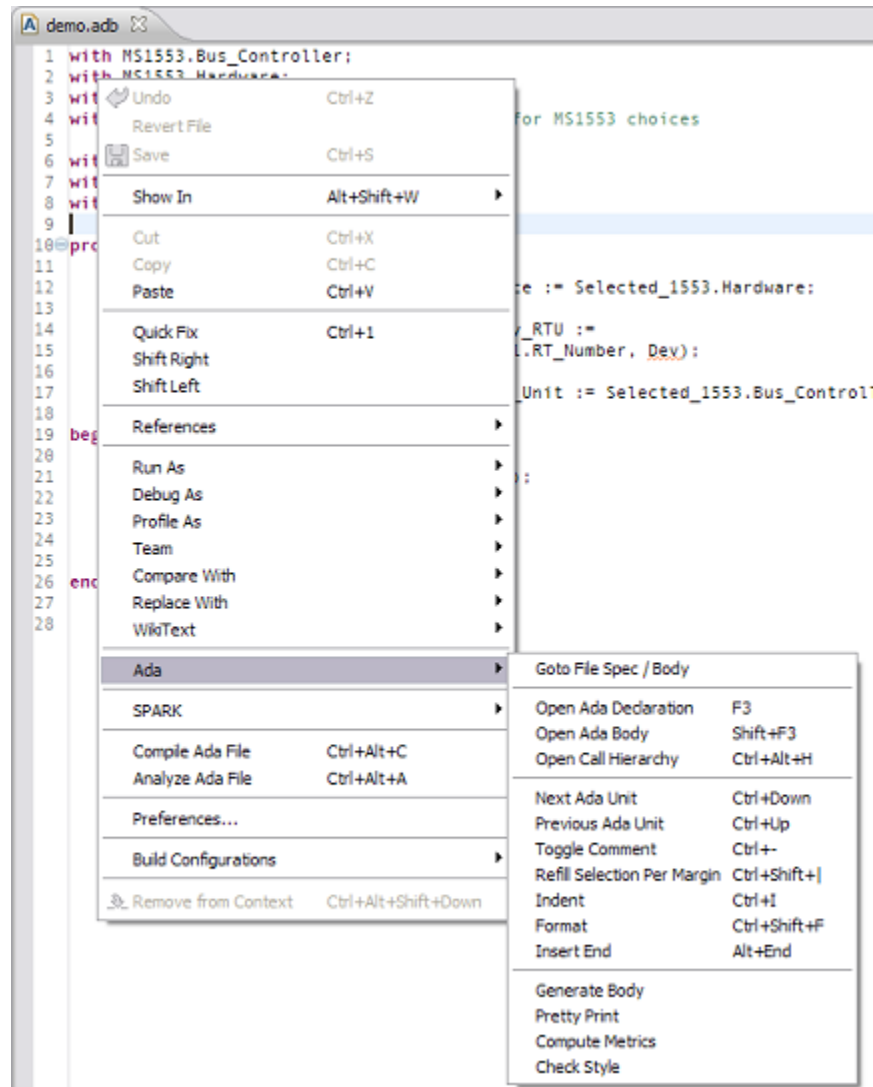 demo.adb
1 with MS1553.Bus_Controller;
2 with MS1553.Hardware;
3 wit
4 wit for MS1553 choices
5
6 wit
7 wit
8 wit
9
10 pro
11
12 ce := Selected_1553.Hardware;
13
14 y_RTU :=
15 l.RT_Number, Dev);
16
17 _Unit := Selected_1553.Bus_Control
18
19 beg
20
21 );
22
23
24
25
26 end
27
28
Undo Ctrl+Z
Revert File
Save Ctrl+S
Show In Alt+Shift+W
Cut Ctrl+X
Copy Ctrl+C
Paste Ctrl+V
Quick Fix Ctrl+1
Shift Right
Shift Left
References
Run As
Debug As
Profile As
Team
Compare With
Replace With
WikiText
Ada
SPARK
Compile Ada File Ctrl+Alt+C
Analyze Ada File Ctrl+Alt+A
Preferences...
Build Configurations
Remove from Context Ctrl+Alt+Shift+Down
Goto File Spec / Body
Open Ada Declaration F3
Open Ada Body Shift+F3
Open Call Hierarchy Ctrl+Alt+H
Next Ada Unit Ctrl+Down
Previous Ada Unit Ctrl+Up
Toggle Comment Ctrl+-
Refill Selection Per Margin Ctrl+Shift+|
Indent Ctrl+I
Format Ctrl+Shift+F
Insert End Alt+End
Generate Body
Pretty Print
Compute Metrics
Check Style